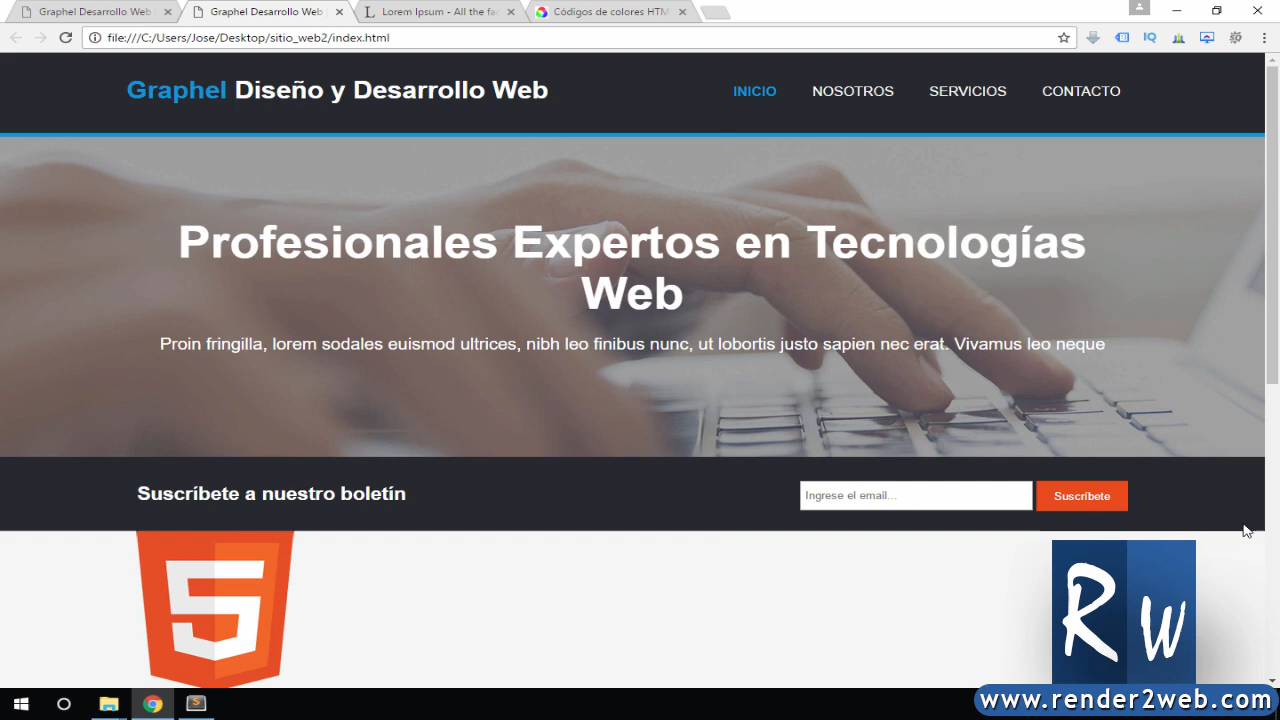 Graphel Desarrollo Web
Graphel Desarrollo Web
Lorem Ipsum - All the fac
Códigos de colores HTM
file:///C:/Users/Jose/Desktop/sitio_web2/index.html
IQ
Graphel Diseño y Desarrollo Web
INICIO
NOSOTROS
SERVICIOS
CONTACTO
Profesionales Expertos en Tecnologías
Web
Proin fringilla, lorem sodales euismod ultrices, nibh leo finibus nunc, ut lobortis justo sapien nec erat. Vivamus leo neque
Suscríbete a nuestro boletín
Ingrese el email...
Suscríbete
5
RW
www.render2web.com